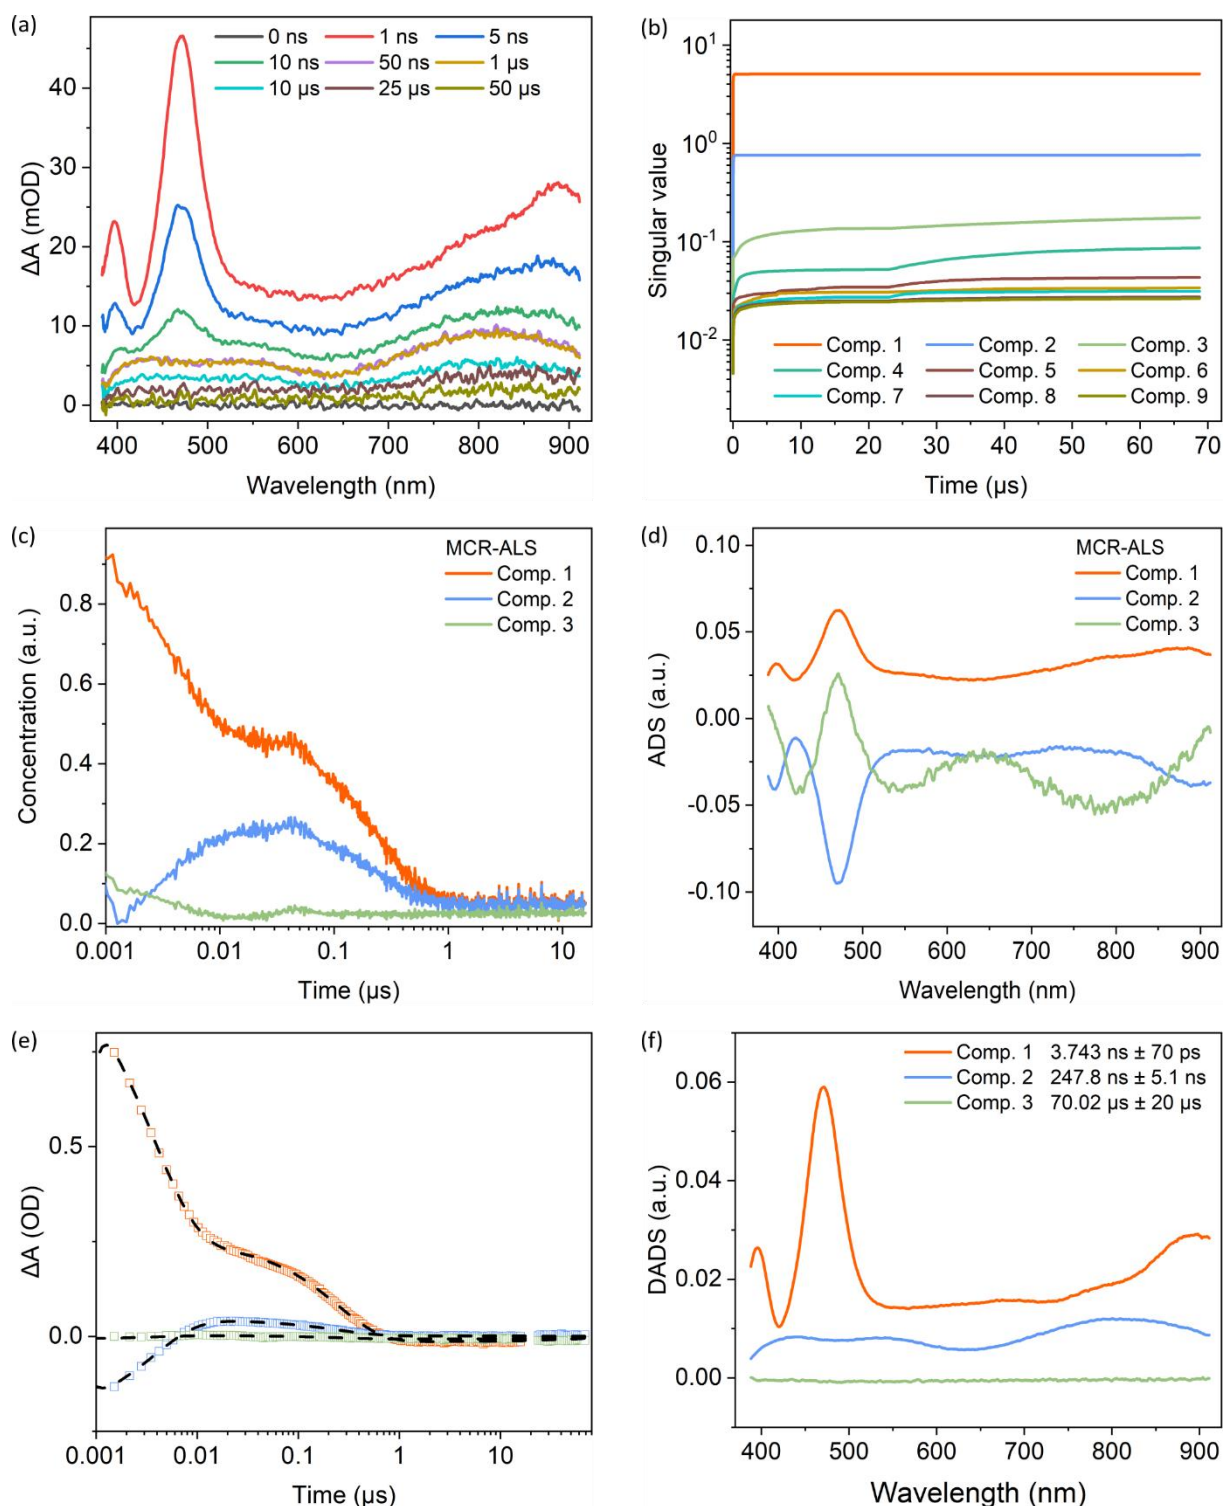 (a)
0 ns 1 ns 5 ns
10 ns 50 ns 1 µs
10 µs 25 µs 50 µs
ΔA (mOD)
40
30
20
10
0
400 500 600 700 800 900
Wavelength (nm)
(b)
Singular value
10¹
10⁰
10⁻¹
10⁻²
Comp. 1 Comp. 2 Comp. 3
Comp. 4 Comp. 5 Comp. 6
Comp. 7 Comp. 8 Comp. 9
0 10 20 30 40 50 60 70
Time (µs)
(c)
MCR-ALS
Comp. 1
Comp. 2
Comp. 3
Concentration (a.u.)
0.8
0.6
0.4
0.2
0.0
0.001 0.01 0.1 1 10
Time (µs)
(d)
MCR-ALS
Comp. 1
Comp. 2
Comp. 3
ADS (a.u.)
0.10
0.05
0.00
-0.05
-0.10
400 500 600 700 800 900
Wavelength (nm)
(e)
ΔA (OD)
0.5
0.0
0.001 0.01 0.1 1 10
Time (µs)
(f)
Comp. 1 3.743 ns ± 70 ps
Comp. 2 247.8 ns ± 5.1 ns
Comp. 3 70.02 µs ± 20 µs
DADS (a.u.)
0.06
0.04
0.02
0.00
400 500 600 700 800 900
Wavelength (nm)